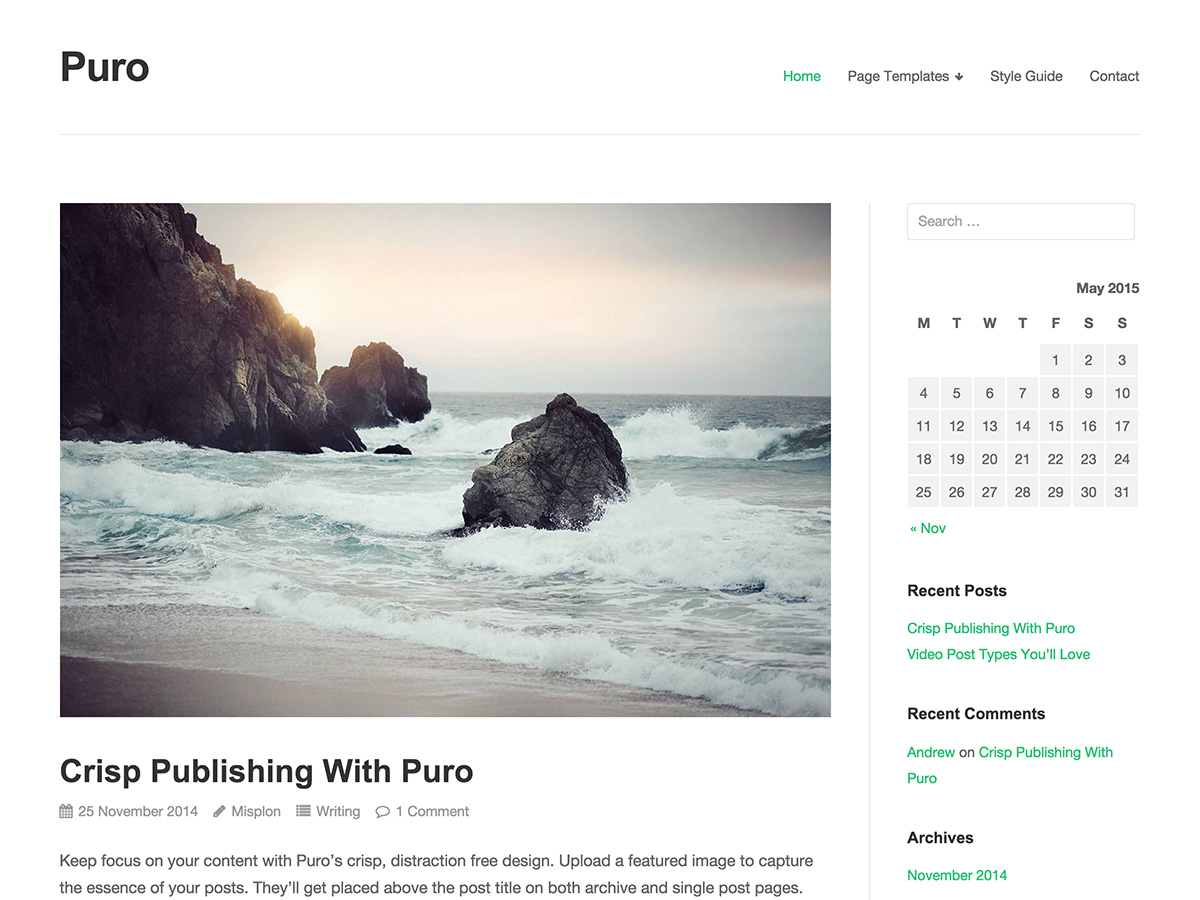 Puro
Home Page Templates Style Guide Contact
Crisp Publishing With Puro
25 November 2014 Misplon Writing 1 Comment
Keep focus on your content with Puro’s crisp, distraction free design. Upload a featured image to capture
the essence of your posts. They’ll get placed above the post title on both archive and single post pages.
Search …
May 2015
M T W T F S S
1 2 3
4 5 6 7 8 9 10
11 12 13 14 15 16 17
18 19 20 21 22 23 24
25 26 27 28 29 30 31
« Nov
Recent Posts
Crisp Publishing With Puro
Video Post Types You’ll Love
Recent Comments
Andrew on Crisp Publishing With
Puro
Archives
November 2014